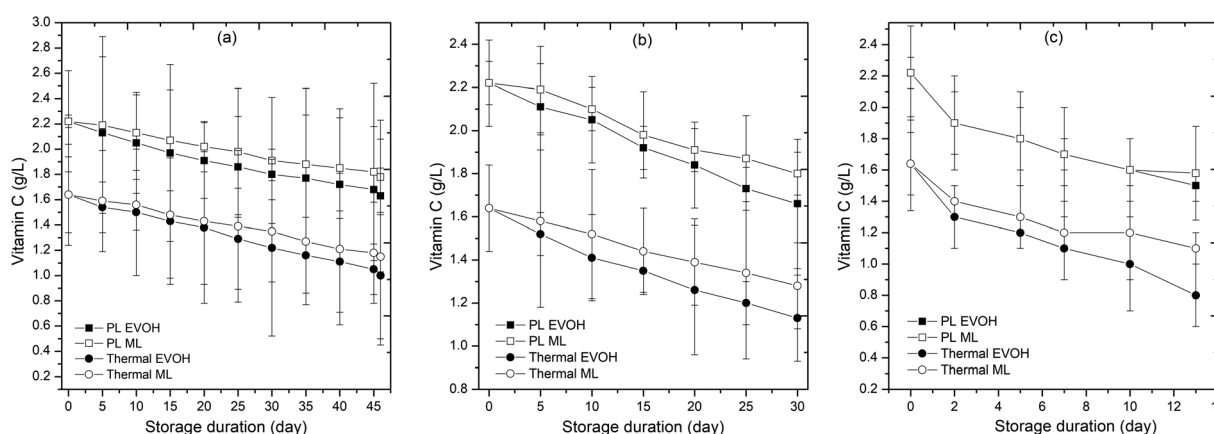 (a)
Vitamin C (g/L)
3.0
2.8
2.6
2.4
2.2
2.0
1.8
1.6
1.4
1.2
1.0
0.8
0.6
0.4
0.2
PL EVOH
PL ML
Thermal EVOH
Thermal ML
0 5 10 15 20 25 30 35 40 45
Storage duration (day)
(b)
Vitamin C (g/L)
2.4
2.2
2.0
1.8
1.6
1.4
1.2
1.0
0.8
PL EVOH
PL ML
Thermal EVOH
Thermal ML
0 5 10 15 20 25 30
Storage duration (day)
(c)
Vitamin C (g/L)
2.6
2.4
2.2
2.0
1.8
1.6
1.4
1.2
1.0
0.8
0.6
0.4
0.2
PL EVOH
PL ML
Thermal EVOH
Thermal ML
0 2 4 6 8 10 12
Storage duration (day)